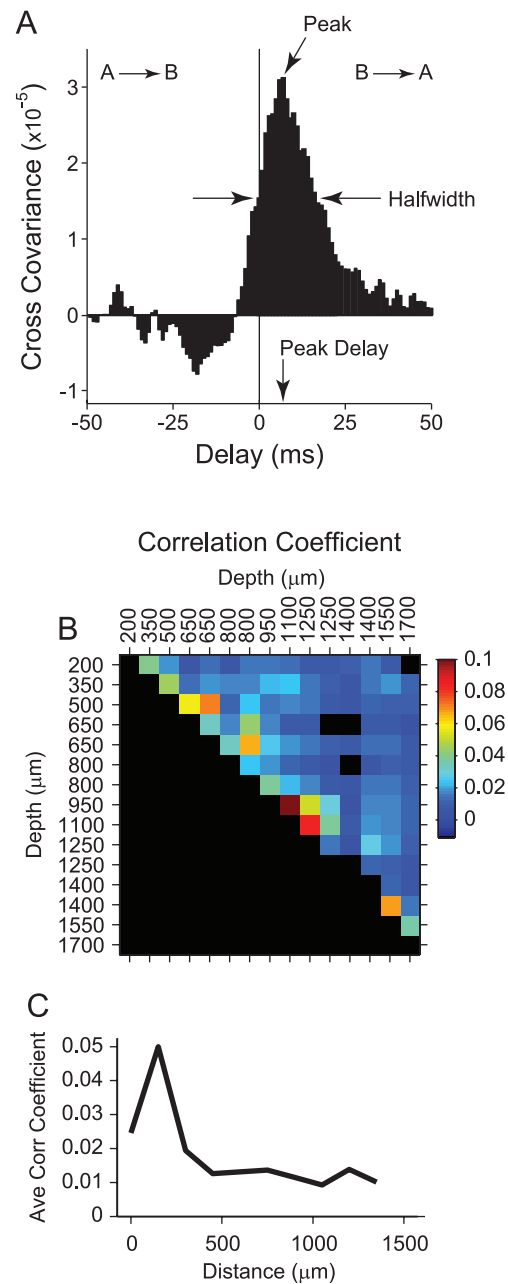 A
Peak
A → B
B → A
Cross Covariance (x10⁻⁵)
3
2
1
0
-1
Halfwidth
Peak Delay
-50 -25 0 25 50
Delay (ms)
Correlation Coefficient
Depth (μm)
B
200 350 500 650 650 800 800 950 1100 1250 1250 1400 1400 1550 1700
Depth (μm)
200
350
500
650
650
800
800
950
1100
1250
1250
1400
1400
1550
1700
0.1
0.08
0.06
0.04
0.02
0
C
Ave Corr Coefficient
0.05
0.04
0.03
0.02
0.01
0
0 500 1000 1500
Distance (μm)